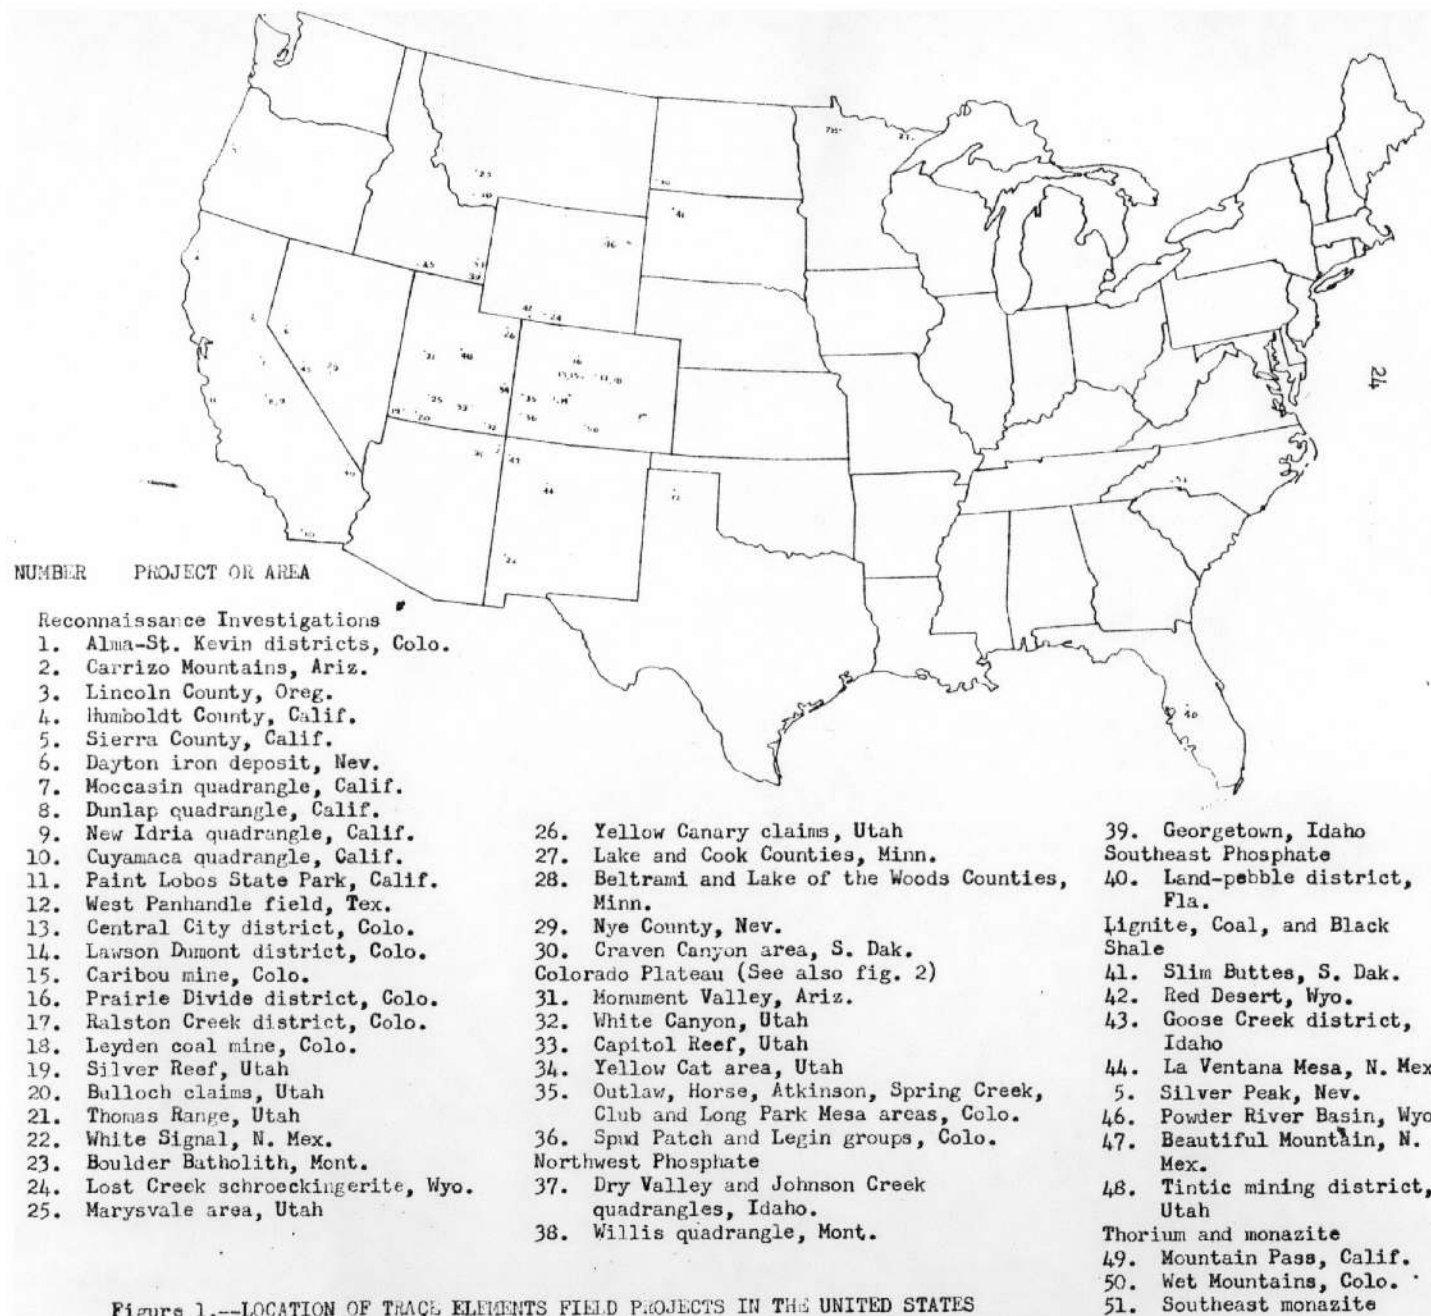 24
NUMBER PROJECT OR AREA
Reconnaissance Investigations
1. Alma-St. Kevin districts, Colo.
2. Carrizo Mountains, Ariz.
3. Lincoln County, Oreg.
4. Humboldt County, Calif.
5. Sierra County, Calif.
6. Dayton iron deposit, Nev.
7. Moccasin quadrangle, Calif.
8. Dunlap quadrangle, Calif.
9. New Idria quadrangle, Calif.
10. Cuyamaca quadrangle, Calif.
11. Paint Lobos State Park, Calif.
12. West Panhandle field, Tex.
13. Central City district, Colo.
14. Lawson Dumont district, Colo.
15. Caribou mine, Colo.
16. Prairie Divide district, Colo.
17. Ralston Creek district, Colo.
18. Leyden coal mine, Colo.
19. Silver Reef, Utah
20. Bulloch claims, Utah
21. Thomas Range, Utah
22. White Signal, N. Mex.
23. Boulder Batholith, Mont.
24. Lost Creek schroeckingerite, Wyo.
25. Marysvale area, Utah
26. Yellow Canary claims, Utah
27. Lake and Cook Counties, Minn.
28. Beltrami and Lake of the Woods Counties,
Minn.
29. Nye County, Nev.
30. Craven Canyon area, S. Dak.
Colorado Plateau (See also fig. 2)
31. Monument Valley, Ariz.
32. White Canyon, Utah
33. Capitol Reef, Utah
34. Yellow Cat area, Utah
35. Outlaw, Horse, Atkinson, Spring Creek,
Club and Long Park Mesa areas, Colo.
36. Spud Patch and Legin groups, Colo.
Northwest Phosphate
37. Dry Valley and Johnson Creek
quadrangles, Idaho.
38. Willis quadrangle, Mont.
39. Georgetown, Idaho
Southeast Phosphate
40. Land-pebble district,
Fla.
Lignite, Coal, and Black
Shale
41. Slim Buttes, S. Dak.
42. Red Desert, Wyo.
43. Goose Creek district,
Idaho
44. La Ventana Mesa, N. Mex
5. Silver Peak, Nev.
46. Powder River Basin, Wyo
47. Beautiful Mountain, N.
Mex.
48. Tintic mining district,
Utah
Thorium and monazite
49. Mountain Pass, Calif.
50. Wet Mountains, Colo.
51. Southeast monazite
Figure 1.--LOCATION OF TRACE ELEMENTS FIELD PROJECTS IN THE UNITED STATES